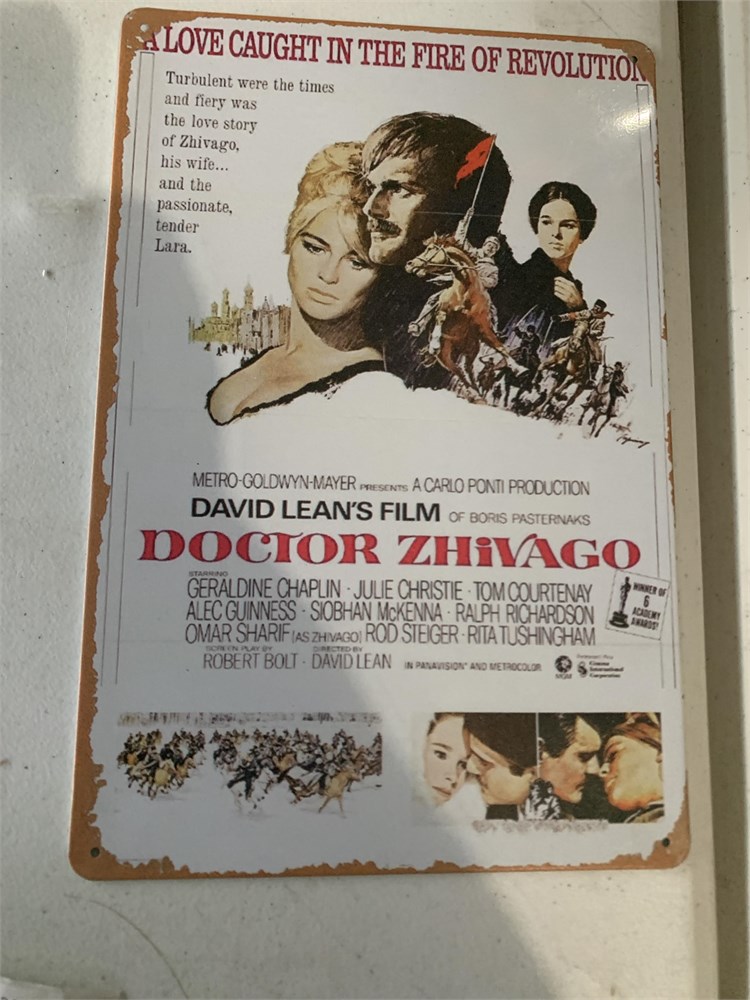 A LOVE CAUGHT IN THE FIRE OF REVOLUTION
Turbulent were the times
and fiery was
the love story
of Zhivago,
his wife...
and the
passionate,
tender
Lara.
METRO-GOLDWYN-MAYER PRESENTS A CARLO PONTI PRODUCTION
DAVID LEAN'S FILM OF BORIS PASTERNAKS
DOCTOR ZHiVAGO
STARRING
GERALDINE CHAPLIN · JULIE CHRISTIE · TOM COURTENAY
ALEC GUINNESS · SIOBHAN McKENNA · RALPH RICHARDSON
OMAR SHARIF (AS ZHIVAGO) ROD STEIGER · RITA TUSHINGHAM
WINNER OF
6
ACADEMY
AWARDS!
SCREEN PLAY BY DIRECTED BY
ROBERT BOLT · DAVID LEAN IN PANAVISION® AND METROCOLOR
MGM
Cinema
International
Corporation